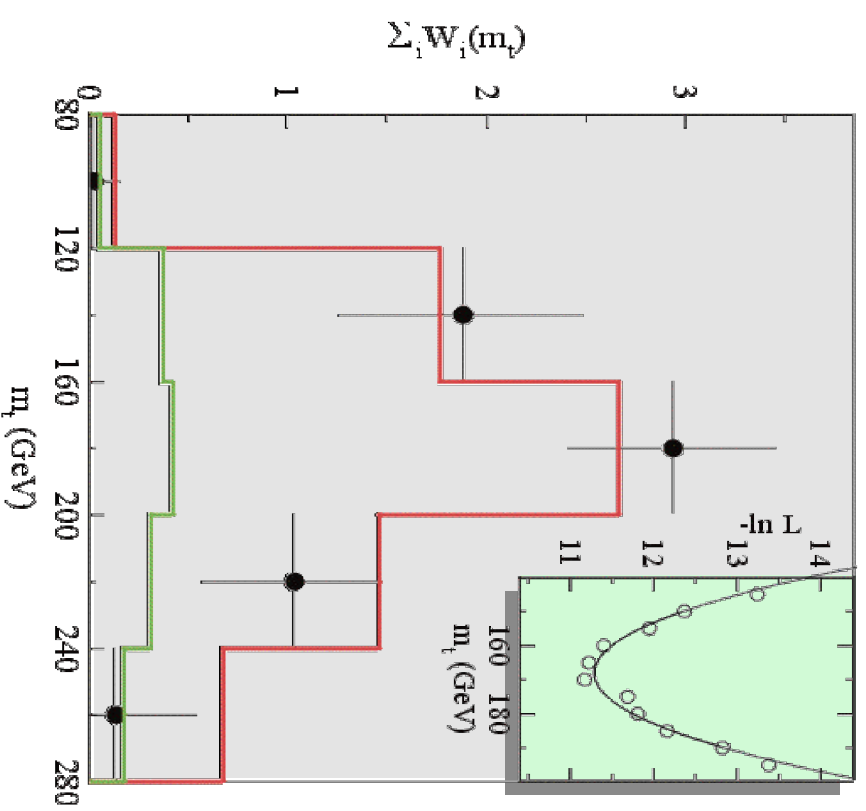 Σ_i W_i(m_t)
0 1 2 3
80 120 160 200 240 280
m_t (GeV)
-ln L
11 12 13 14
160 180
m_t (GeV)